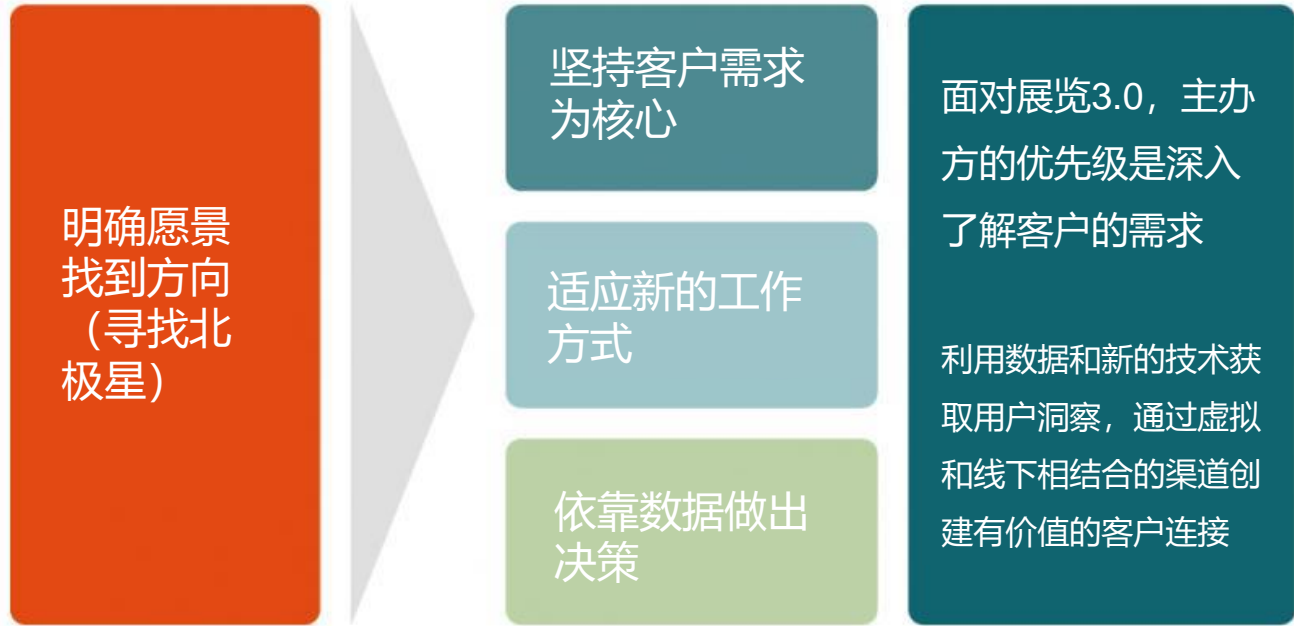 明确愿景
找到方向
（寻找北
极星）
坚持客户需求
为核心
适应新的工作
方式
依靠数据做出
决策
面对展览3.0，主办
方的优先级是深入
了解客户的需求
利用数据和新的技术获
取用户洞察，通过虚拟
和线下相结合的渠道创
建有价值的客户连接